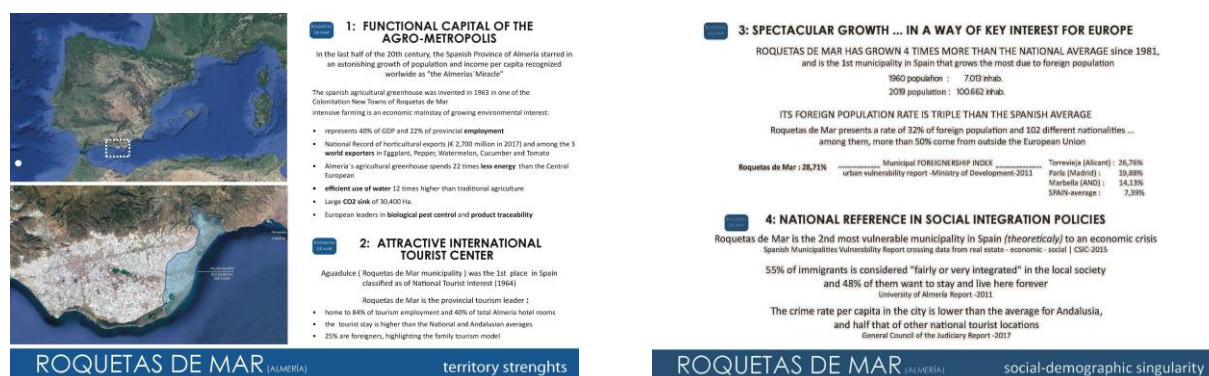 1: FUNCTIONAL CAPITAL OF THE
AGRO-METROPOLIS
In the last half of the 20th century, the Spanish Province of Almería starred in
an astonishing growth of population and income per capita recognized
worlwide as "the Almerías´Miracle"
The spanish agricultural greenhouse was invented in 1963 in one of the
Colonitation New Towns of Roquetas de Mar
Intensive farming is an economic mainstay of growing environmental interest:
• represents 40% of GDP and 22% of provincial employment
• National Record of horticultural exports (€ 2,700 million in 2017) and among the 3
world exporters in Eggplant, Pepper, Watermelon, Cucumber and Tomato
• Almería´s agricultural greenhouse spends 22 times less energy than the Central
European
• efficient use of water 12 times higher than traditional agriculture
• Large CO2 sink of 30,400 Ha.
• European leaders in biological pest control and product traceability
2: ATTRACTIVE INTERNATIONAL
TOURIST CENTER
Aguadulce ( Roquetas de Mar municipality ) was the 1st place in Spain
classified as of National Tourist Interest (1964)
Roquetas de Mar is the provincial tourism leader :
• home to 84% of tourism employment and 40% of total Almería hotel rooms
• the tourist stay is higher than the National and Andalusian averages
• 25% are foreigners, highlighting the family tourism model
ROQUETAS DE MAR (ALMERÍA)
territory strenghts
3: SPECTACULAR GROWTH ... IN A WAY OF KEY INTEREST FOR EUROPE
ROQUETAS DE MAR HAS GROWN 4 TIMES MORE THAN THE NATIONAL AVERAGE since 1981,
and is the 1st municipality in Spain that grows the most due to foreign population
1960 population : 7.013 inhab.
2019 population : 100.662 inhab.
ITS FOREIGN POPULATION RATE IS TRIPLE THAN THE SPANISH AVERAGE
Roquetas de Mar presents a rate of 32% of foreign population and 102 different nationalities ...
among them, more than 50% come from outside the European Union
Roquetas de Mar : 28,71%
Municipal FOREIGNERSHIP INDEX
urban vulnerability report -Ministry of Development-2011
Torrevieja (Alicant) : 26,76%
Parla (Madrid) : 19,88%
Marbella (AND) : 14,13%
SPAIN-average : 7,39%
4: NATIONAL REFERENCE IN SOCIAL INTEGRATION POLICIES
Roquetas de Mar is the 2nd most vulnerable municipality in Spain (theoreticaly) to an economic crisis
Spanish Municipalities Vulnerability Report crossing data from real estate - economic - social | CSIC-2015
55% of immigrants is considered "fairly or very integrated" in the local society
and 48% of them want to stay and live here forever
University of Almería Report -2011
The crime rate per capita in the city is lower than the average for Andalusia,
and half that of other national tourist locations
General Council of the Judiciary Report -2017
ROQUETAS DE MAR (ALMERÍA)
social-demographic singularity